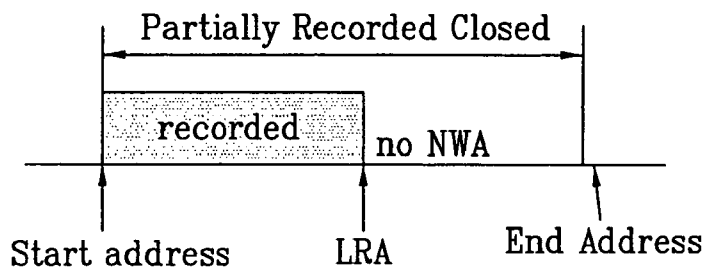 Partially Recorded Closed
recorded
no NWA
Start address
LRA
End Address